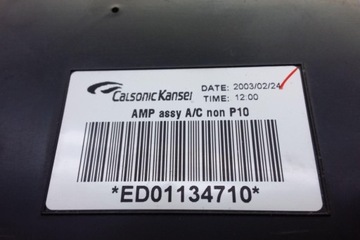 CALSONIC KANSEI DATE: 2003/02/24
TIME: 12:00
AMP assy A/C non P10
*ED01134710*